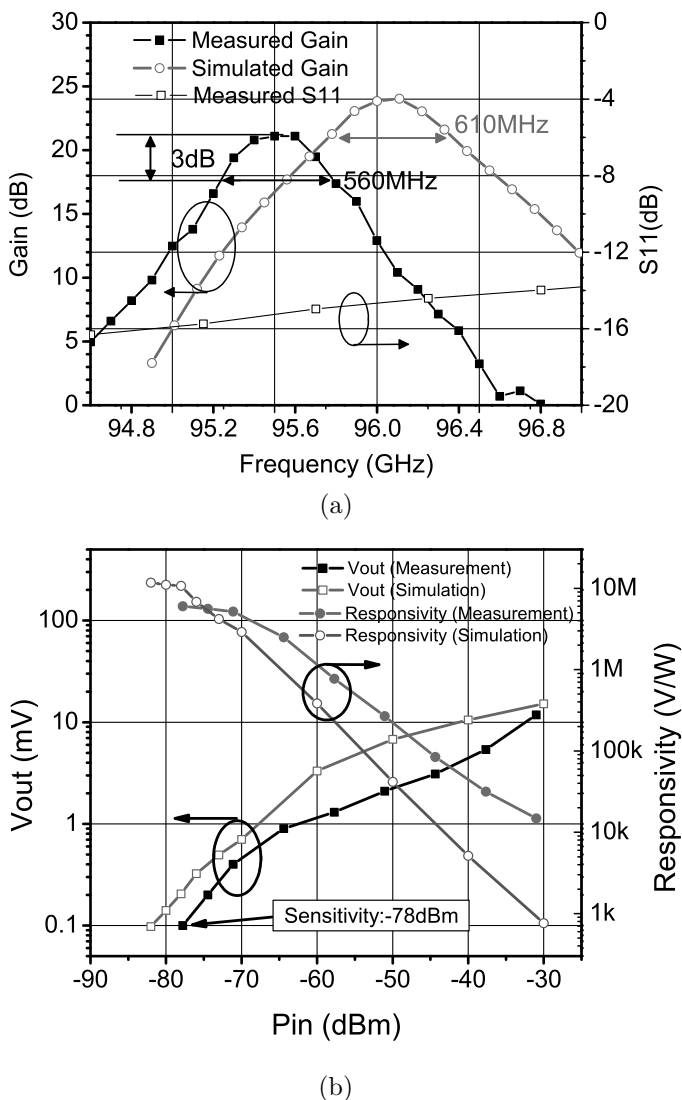 30
25
20
15
10
5
0
Gain (dB)
Measured Gain
Simulated Gain
Measured S11
3dB
560MHz
610MHz
0
-4
-8
-12
-16
-20
S11(dB)
94.8 95.2 95.6 96.0 96.4 96.8
Frequency (GHz)
(a)
100
10
1
0.1
Vout (mV)
Vout (Measurement)
Vout (Simulation)
Responsivity (Measurement)
Responsivity (Simulation)
Sensitivity:-78dBm
10M
1M
100k
10k
1k
Responsivity (V/W)
-90 -80 -70 -60 -50 -40 -30
Pin (dBm)
(b)